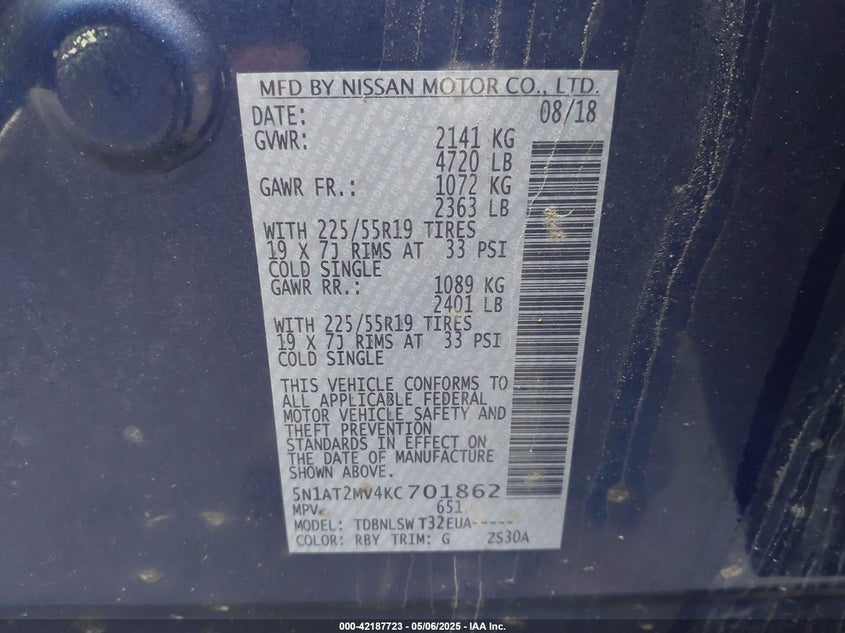 MFD BY NISSAN MOTOR CO., LTD.
DATE: 08/18
GVWR: 2141 KG
4720 LB
GAWR FR.: 1072 KG
2363 LB
WITH 225/55R19 TIRES
19 X 7J RIMS AT 33 PSI
COLD SINGLE
GAWR RR.: 1089 KG
2401 LB
WITH 225/55R19 TIRES
19 X 7J RIMS AT 33 PSI
COLD SINGLE
THIS VEHICLE CONFORMS TO
ALL APPLICABLE FEDERAL
MOTOR VEHICLE SAFETY AND
THEFT PREVENTION
STANDARDS IN EFFECT ON
THE DATE OF MANUFACTURE
SHOWN ABOVE.
5N1AT2MV4KC701862
MPV 651
MODEL: TDBNLSW T32EUA-----
COLOR: RBY TRIM: G ZS30A
000-42187723 - 05/06/2025 - IAA Inc.